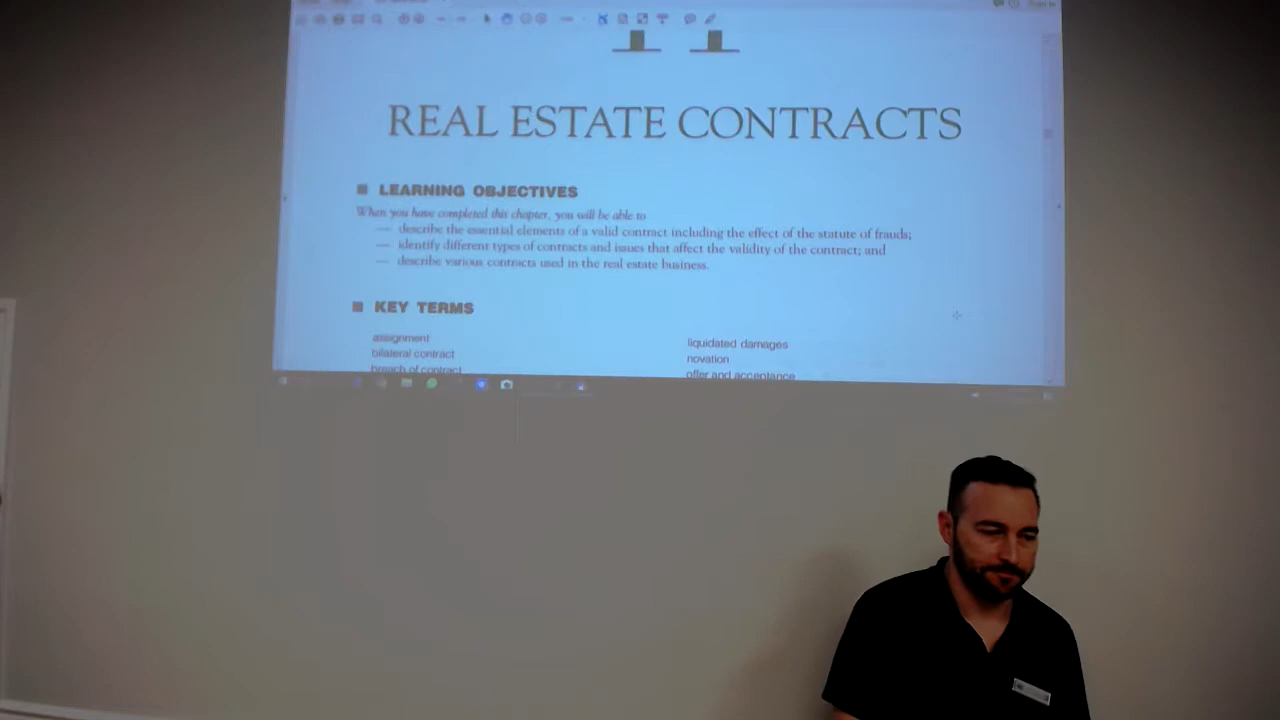 REAL ESTATE CONTRACTS
LEARNING OBJECTIVES
When you have completed this chapter, you will be able to
— describe the essential elements of a valid contract including the effect of the statute of frauds;
— identify different types of contracts and issues that affect the validity of the contract; and
— describe various contracts used in the real estate business.
KEY TERMS
assignment
bilateral contract
breach of contract
liquidated damages
novation
offer and acceptance